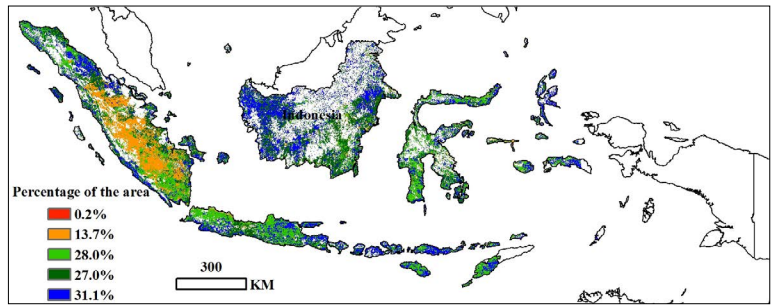 Indonesia
Percentage of the area
0.2%
13.7%
28.0%
27.0%
31.1%
300
KM